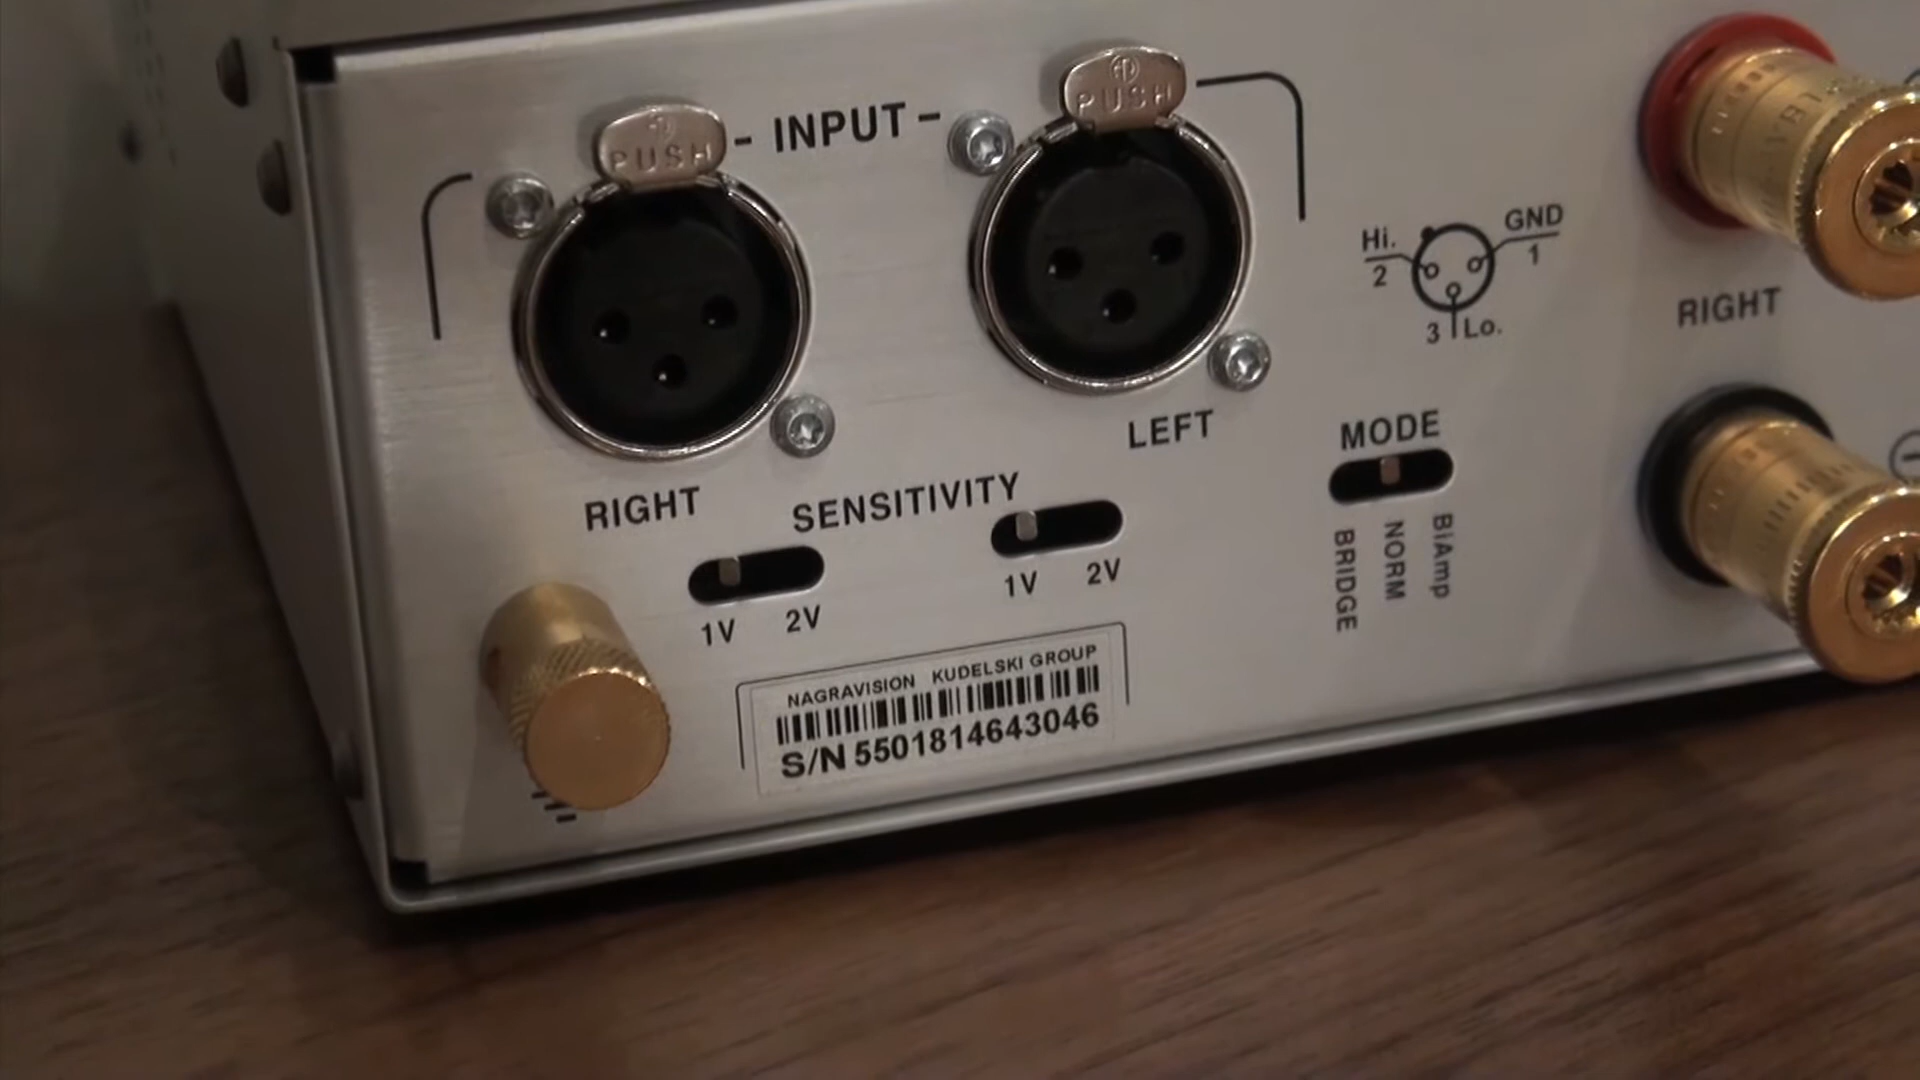 PUSH
- INPUT -
PUSH
Hi.
2
GND
1
3 Lo.
RIGHT
RIGHT
SENSITIVITY
LEFT
MODE
1V 2V
1V 2V
BRIDGE
NORM
BiAmp
NAGRAVISION KUDELSKI GROUP
S/N 5501814643046